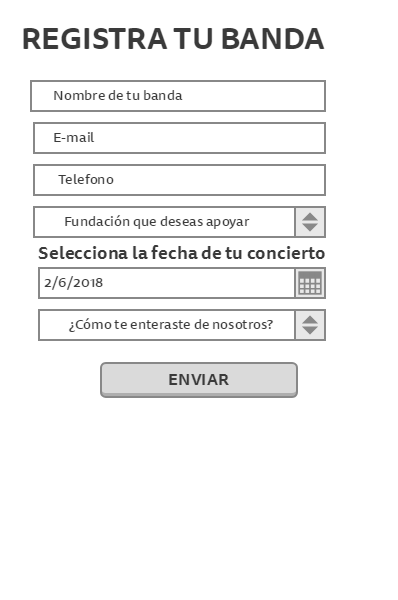 REGISTRA TU BANDA
Nombre de tu banda
E-mail
Telefono
Fundación que deseas apoyar
Selecciona la fecha de tu concierto
2/6/2018
¿Cómo te enteraste de nosotros?
ENVIAR